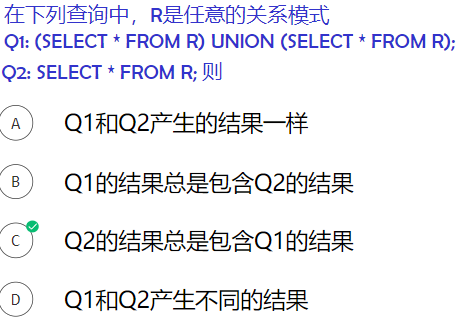 在下列查询中，R是任意的关系模式
Q1: (SELECT * FROM R) UNION (SELECT * FROM R);
Q2: SELECT * FROM R; 则
A Q1和Q2产生的结果一样
B Q1的结果总是包含Q2的结果
C Q2的结果总是包含Q1的结果
D Q1和Q2产生不同的结果